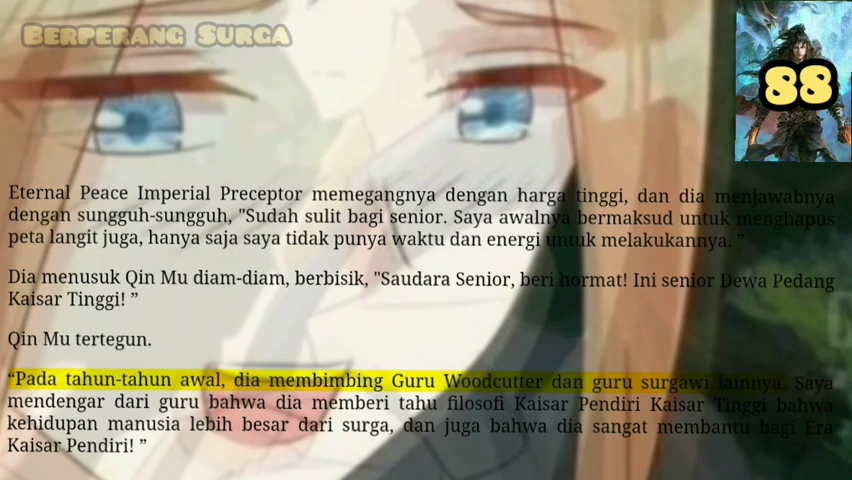 Berperang Surga
88
Eternal Peace Imperial Preceptor memegangnya dengan harga tinggi, dan dia menjawabnya
dengan sungguh-sungguh, "Sudah sulit bagi senior. Saya awalnya bermaksud untuk menghapus
peta langit juga, hanya saja saya tidak punya waktu dan energi untuk melakukannya. ”
Dia menusuk Qin Mu diam-diam, berbisik, "Saudara Senior, beri hormat! Ini senior Dewa Pedang
Kaisar Tinggi! ”
Qin Mu tertegun.
“Pada tahun-tahun awal, dia membimbing Guru Woodcutter dan guru surgawi lainnya. Saya
mendengar dari guru bahwa dia memberi tahu filosofi Kaisar Pendiri Kaisar Tinggi bahwa
kehidupan manusia lebih besar dari surga, dan juga bahwa dia sangat membantu bagi Era
Kaisar Pendiri! ”